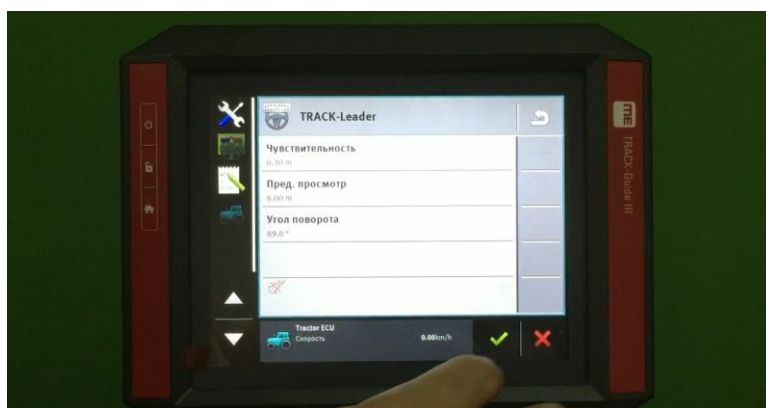 TRACK-Leader
Чувствительность
0.30 m
Пред. просмотр
8.00 m
Угол поворота
89.0 °
Tractor ECU
Скорость
0.00km/h
ME
TRACK-Guide III